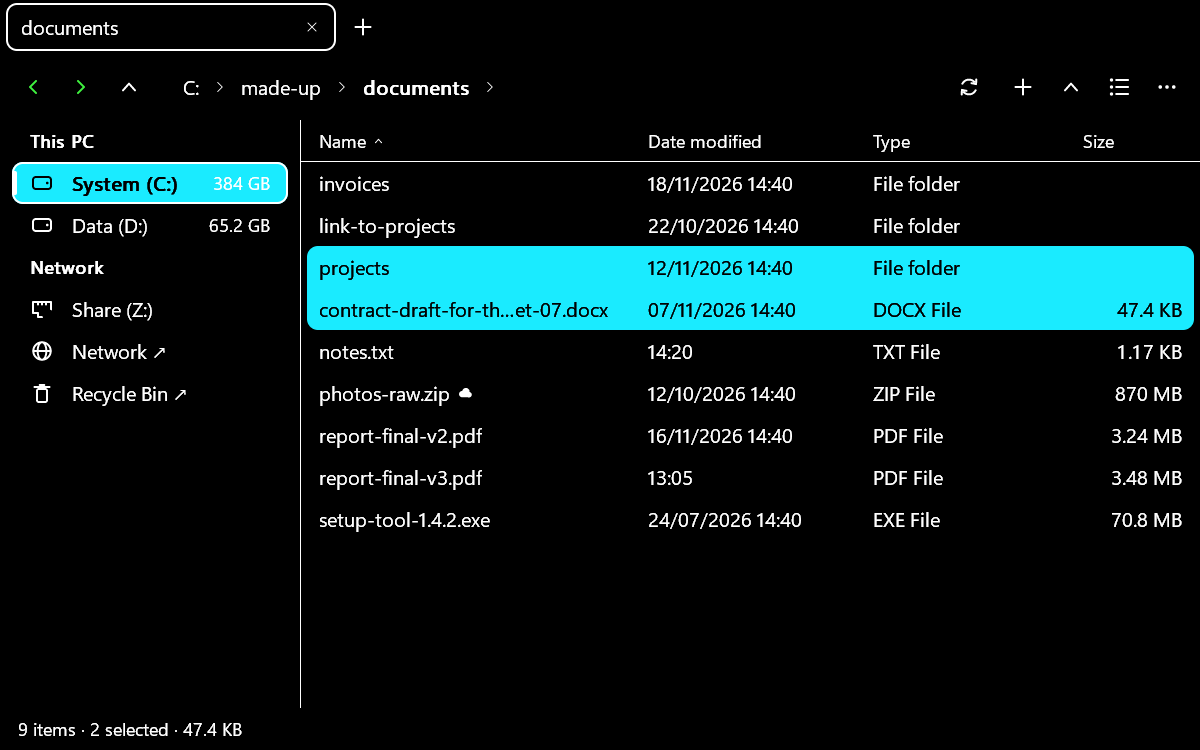 documents
C: made-up documents
This PC
System (C:) 384 GB
Data (D:) 65.2 GB
Network
Share (Z:)
Network ↗
Recycle Bin ↗
Name Date modified Type Size
invoices 18/11/2026 14:40 File folder
link-to-projects 22/10/2026 14:40 File folder
projects 12/11/2026 14:40 File folder
contract-draft-for-th...et-07.docx 07/11/2026 14:40 DOCX File 47.4 KB
notes.txt 14:20 TXT File 1.17 KB
photos-raw.zip 12/10/2026 14:40 ZIP File 870 MB
report-final-v2.pdf 16/11/2026 14:40 PDF File 3.24 MB
report-final-v3.pdf 13:05 PDF File 3.48 MB
setup-tool-1.4.2.exe 24/07/2026 14:40 EXE File 70.8 MB
9 items · 2 selected · 47.4 KB